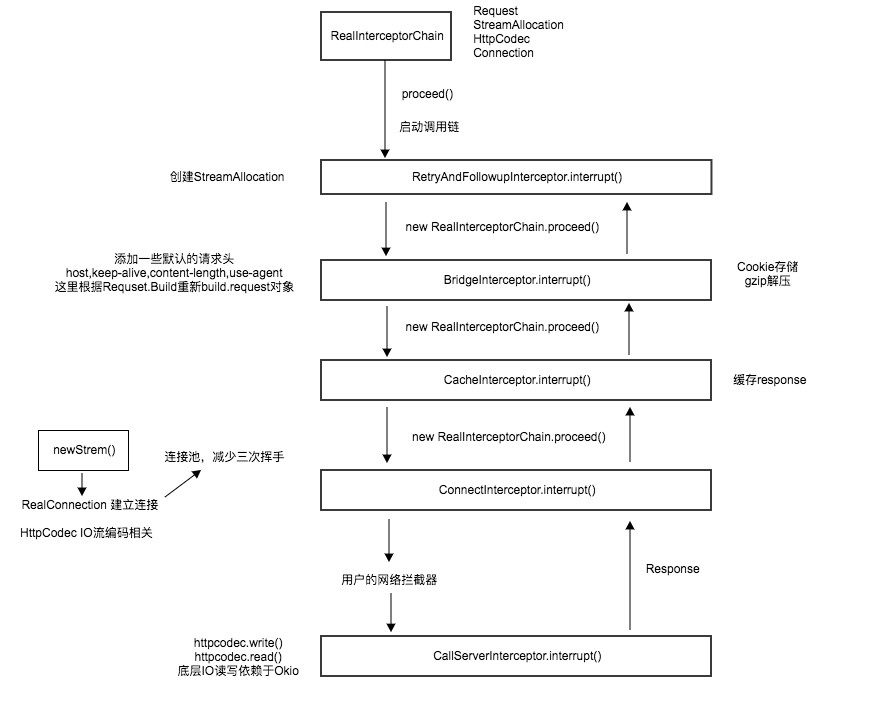 RealInterceptorChain
Request
StreamAllocation
HttpCodec
Connection
proceed()
启动调用链
创建StreamAllocation
RetryAndFollowupInterceptor.interrupt()
new RealInterceptorChain.proceed()
添加一些默认的请求头
host,keep-alive,content-length,use-agent
这里根据Requset.Build重新build.request对象
BridgeInterceptor.interrupt()
Cookie存储
gzip解压
new RealInterceptorChain.proceed()
CacheInterceptor.interrupt()
缓存response
new RealInterceptorChain.proceed()
newStrem()
连接池，减少三次挥手
RealConnection 建立连接
HttpCodec IO流编码相关
ConnectInterceptor.interrupt()
用户的网络拦截器
Response
httpcodec.write()
httpcodec.read()
底层IO读写依赖于Okio
CallServerInterceptor.interrupt()